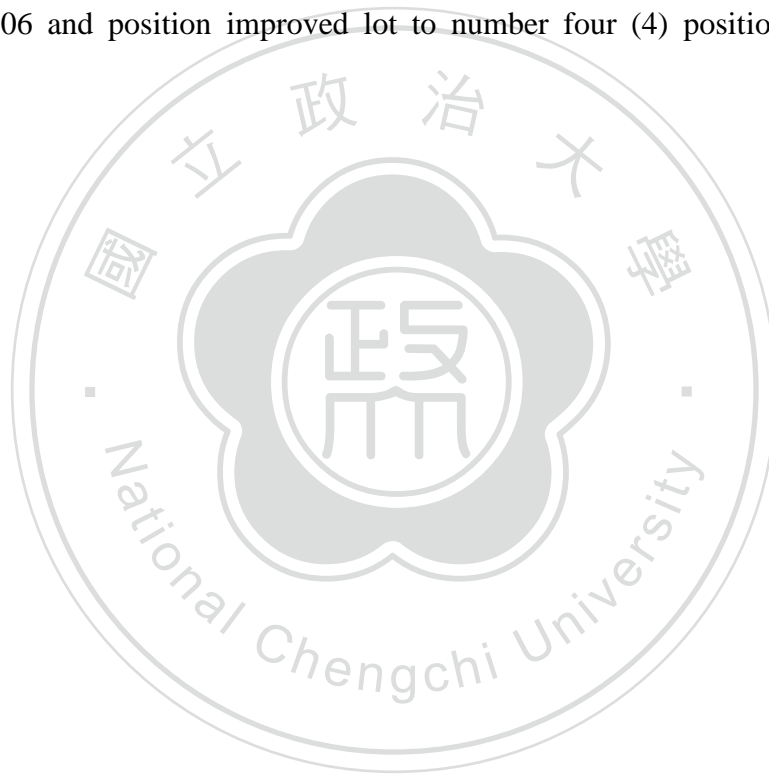 06 and position improved lot to number four (4) positio
國立政治大學
National Chengchi University